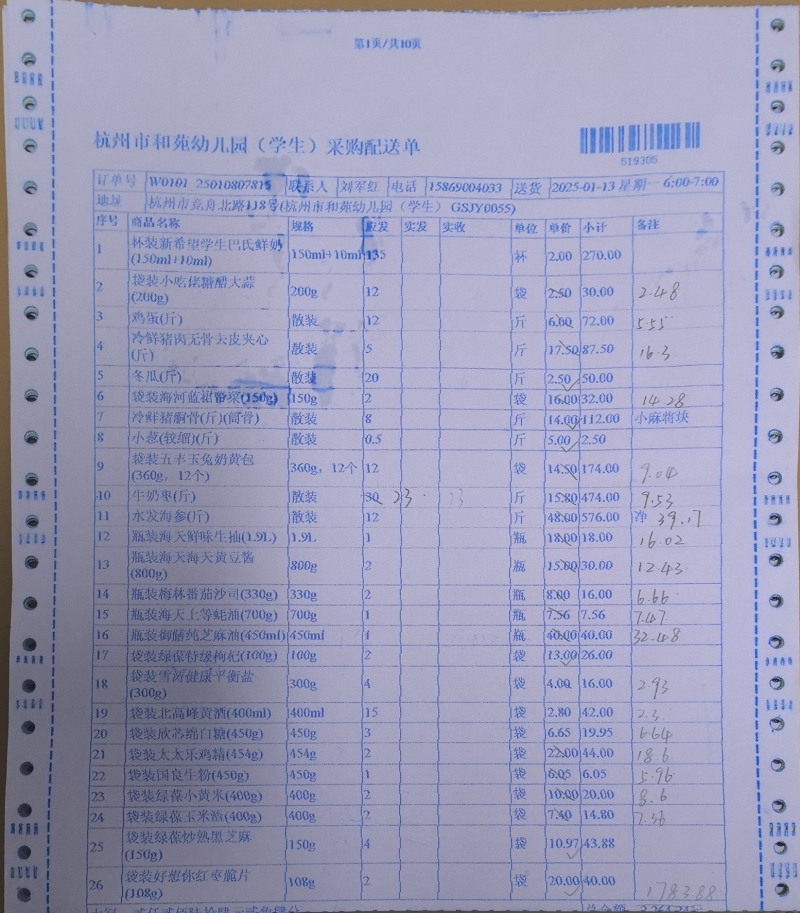 第1页/共10页
杭州市和苑幼儿园（学生）采购配送单
519305
订单号 W0101 联系人 刘军红 电话 15869004033 送货 2025-01-13 星期一 6:00-7:00
地址 杭州市竞舟北路118号(杭州市和苑幼儿园（学生）GSJY0055)
序号 商品名称 规格 应发 实发 实收 单位 单价 小计 备注
1 杯装新希望学生巴氏鲜奶(150ml+10ml) 150ml+10ml 135 杯 2.00 270.00
2 袋装小吃佬糖醋大蒜(200g) 200g 12 袋 2.50 30.00 2.48
3 鸡蛋(斤) 散装 12 斤 6.00 72.00 5.55
4 冷鲜猪肉无骨去皮夹心(斤) 散装 5 斤 17.50 87.50 16.3
5 冬瓜(斤) 散装 20 斤 2.50 50.00
6 袋装海河蓝裙带菜(150g) 150g 2 袋 16.00 32.00 14.28
7 冷鲜猪胴骨(斤)(筒骨) 散装 8 斤 14.00 112.00 小麻将块
8 小葱(较细)(斤) 散装 0.5 斤 5.00 2.50
9 袋装五丰玉兔奶黄包(360g，12个) 360g，12个 12 袋 14.50 174.00 9.04
10 牛奶枣(斤) 散装 30 23 23 斤 15.80 474.00 9.53
11 水发海参(斤) 散装 12 斤 48.00 576.00 净 39.17
12 瓶装海天鲜味生抽(1.9L) 1.9L 1 瓶 18.00 18.00 16.02
13 瓶装海天海天黄豆酱(800g) 800g 2 瓶 15.00 30.00 12.43
14 瓶装梅林番茄沙司(330g) 330g 2 瓶 8.00 16.00 6.66
15 瓶装海天上等蚝油(700g) 700g 1 瓶 7.56 7.56 7.47
16 瓶装御膳纯芝麻油(450ml) 450ml 1 瓶 40.00 40.00 32.48
17 袋装绿葆特级枸杞(100g) 100g 2 袋 13.00 26.00
18 袋装雪涛健康平衡盐(300g) 300g 4 袋 4.00 16.00 2.93
19 袋装北高峰黄酒(400ml) 400ml 15 袋 2.80 42.00 2.3
20 袋装欣芯绵白糖(450g) 450g 3 袋 6.65 19.95 6.64
21 袋装太太乐鸡精(454g) 454g 2 袋 22.00 44.00 18.6
22 袋装国良生粉(450g) 450g 1 袋 6.05 6.05 5.96
23 袋装绿葆小黄米(400g) 400g 2 袋 10.00 20.00 8.6
24 袋装绿葆玉米渣(400g) 400g 2 袋 7.40 14.80 7.36
25 袋装绿葆炒熟黑芝麻(150g) 150g 4 袋 10.97 43.88
26 袋装好想你红枣脆片(108g) 108g 2 袋 20.00 40.00 1783.88